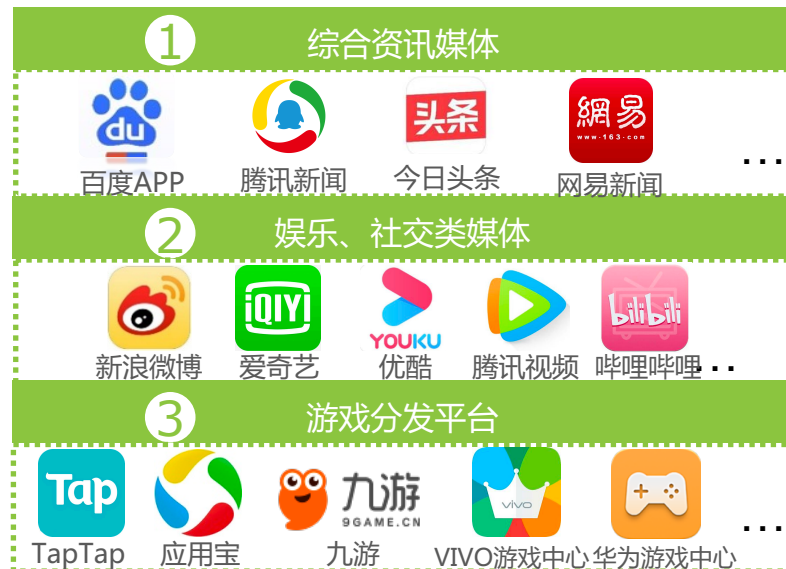 1 综合资讯媒体
du 头条 網易
www·163·com
...
百度APP 腾讯新闻 今日头条 网易新闻
2 娱乐、社交类媒体
iQIYI YOUKU bilibili
新浪微博 爱奇艺 优酷 腾讯视频 哔哩哔哩...
3 游戏分发平台
Tap 九游 vivo
9GAME.CN
...
TapTap 应用宝 九游 VIVO游戏中心 华为游戏中心